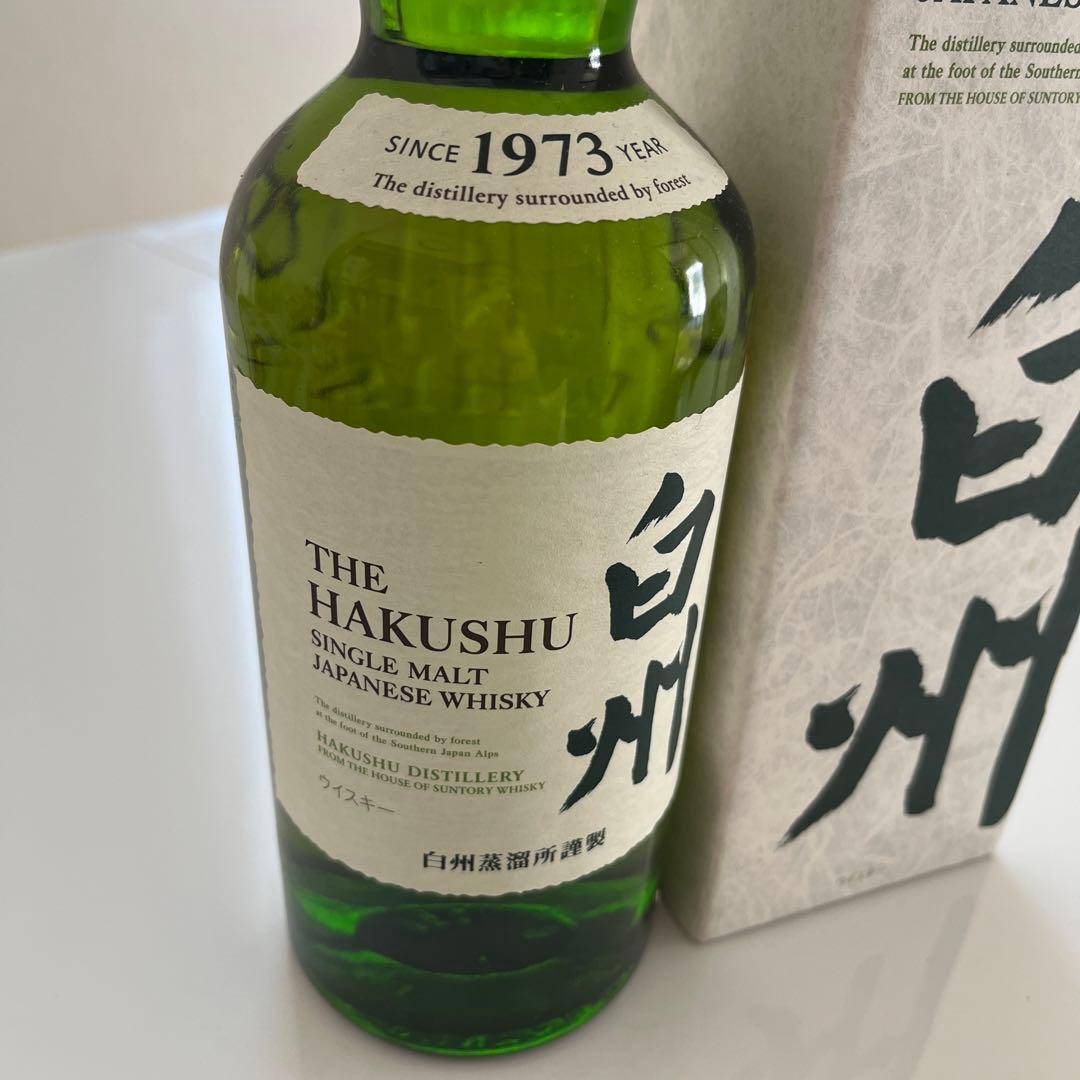 SINCE 1973 YEAR
The distillery surrounded by forest
THE
HAKUSHU
SINGLE MALT
JAPANESE WHISKY
The distillery surrounded by forest
at the foot of the Southern Japan Alps
HAKUSHU DISTILLERY
FROM THE HOUSE OF SUNTORY WHISKY
ウイスキー
白州
白州蒸溜所謹製
The distillery surrounded
at the foot of the Southern
FROM THE HOUSE OF SUNTORY
白州